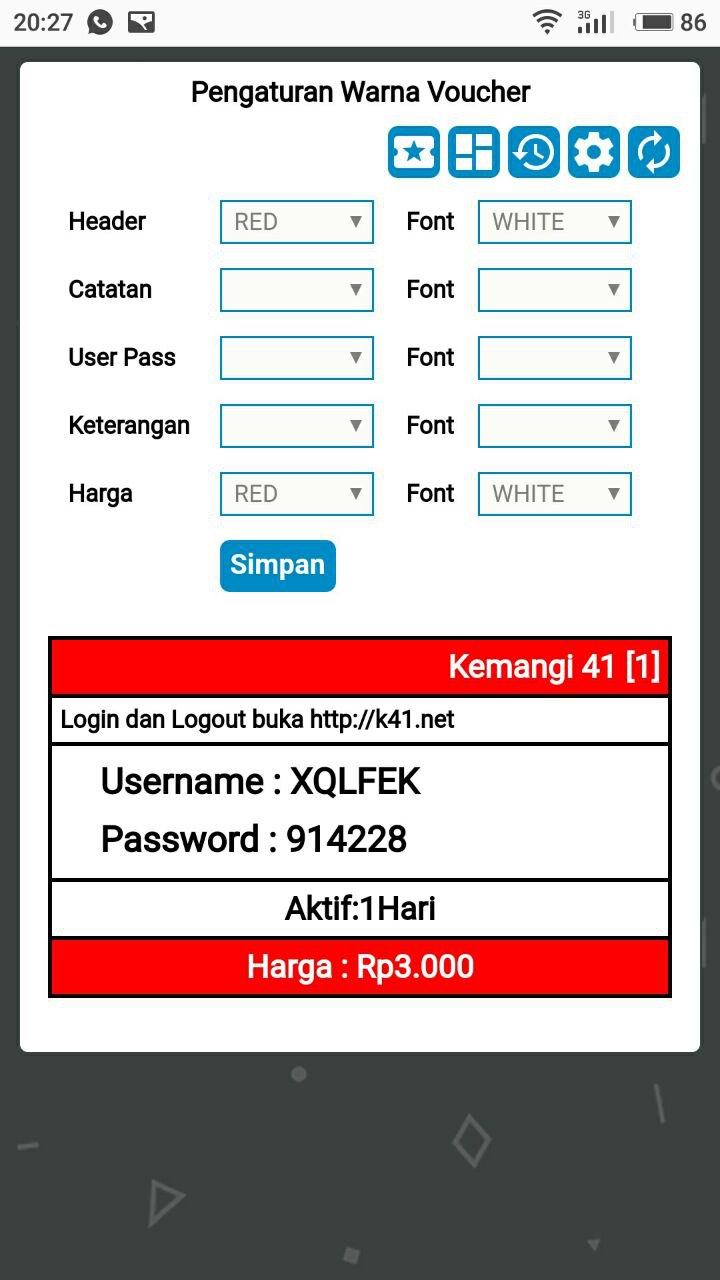 20:27 3G 86
Pengaturan Warna Voucher
Header RED Font WHITE
Catatan Font
User Pass Font
Keterangan Font
Harga RED Font WHITE
Simpan
Kemangi 41 [1]
Login dan Logout buka http://k41.net
Username : XQLFEK
Password : 914228
Aktif:1Hari
Harga : Rp3.000